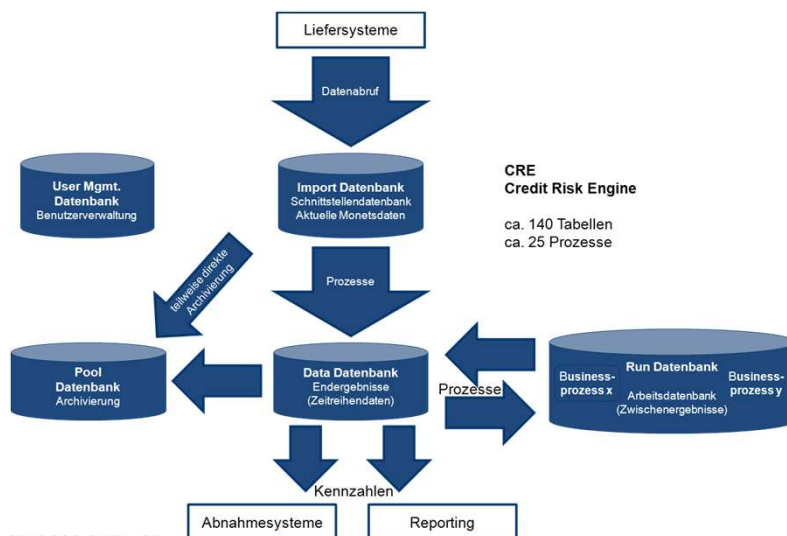 Liefersysteme
Datenabruf
User Mgmt.
Datenbank
Benutzerverwaltung
Import Datenbank
Schnittstellendatenbank
Aktuelle Monetsdaten
CRE
Credit Risk Engine
ca. 140 Tabellen
ca. 25 Prozesse
teilweise direkte
Archivierung
Prozesse
Pool
Datenbank
Archivierung
Data Datenbank
Endergebnisse
(Zeitreihendaten)
Prozesse
Run Datenbank
Business-
prozess x
Arbeitsdatenbank
(Zwischenergebnisse)
Business-
prozess y
Kennzahlen
Abnahmesysteme
Reporting